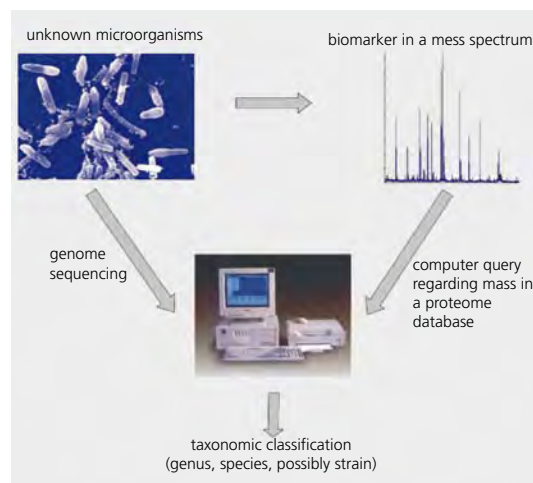 unknown microorganisms
biomarker in a mess spectrum
genome
sequencing
computer query
regarding mass in
a proteome
database
taxonomic classification
(genus, species, possibly strain)